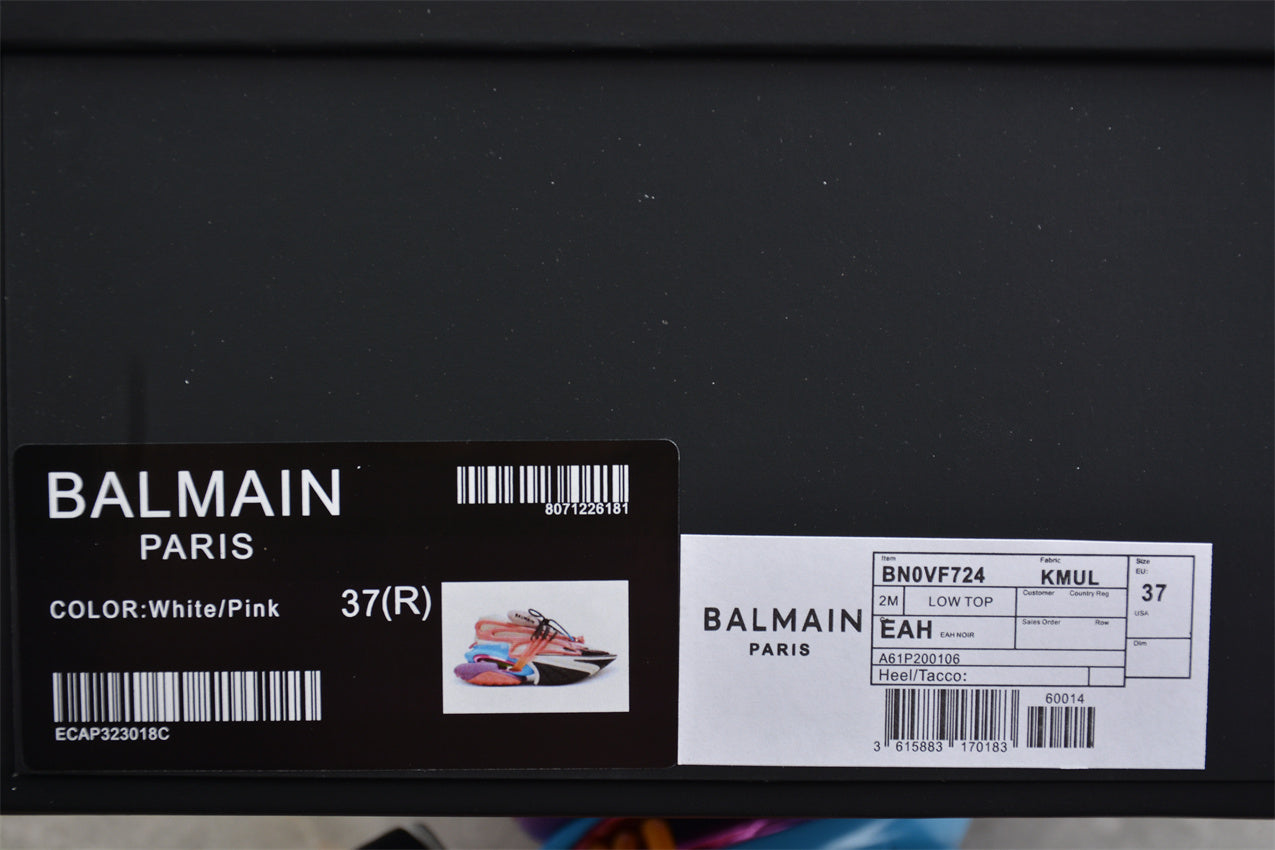 BALMAIN
PARIS
8071226181
COLOR:White/Pink
37(R)
ECAP323018C
BALMAIN
PARIS
Item
BN0VF724
Fabric
KMUL
Size
EU:
37
USA
2M
LOW TOP
Customer
Country Reg
EAH
EAH NOIR
Sales Order
Row
Dim
A61P200106
Heel/Tacco:
60014
3 615883 170183